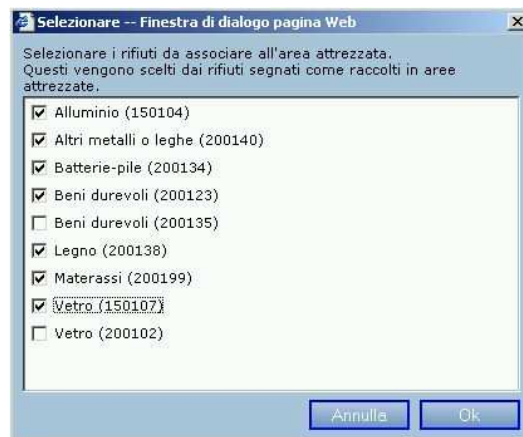 Selezionare -- Finestra di dialogo pagina Web
Selezionare i rifiuti da associare all'area attrezzata.
Questi vengono scelti dai rifiuti segnati come raccolti in aree
attrezzate.
Alluminio (150104)
Altri metalli o leghe (200140)
Batterie-pile (200134)
Beni durevoli (200123)
Beni durevoli (200135)
Legno (200138)
Materassi (200199)
Vetro (150107)
Vetro (200102)
Annulla
Ok